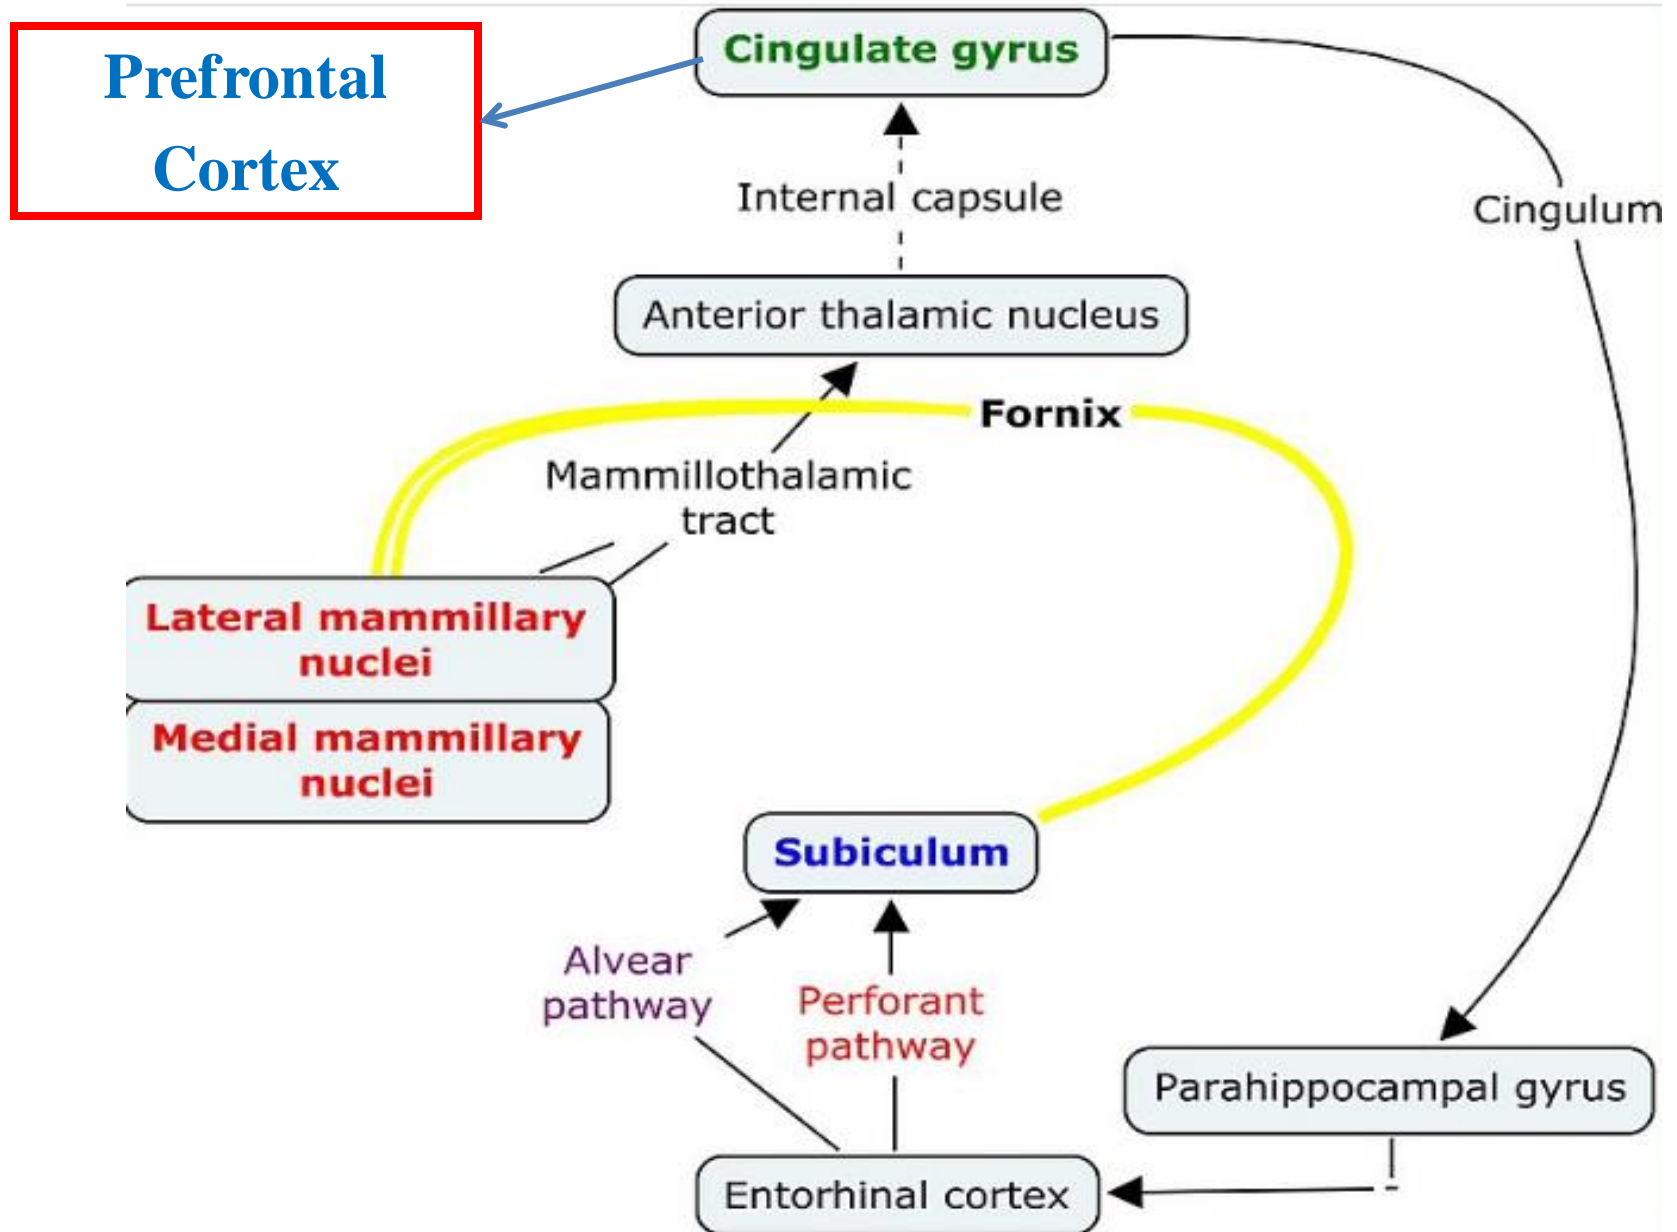 Prefrontal
Cortex
Cingulate gyrus
Internal capsule
Cingulum
Anterior thalamic nucleus
Fornix
Mammillothalamic
tract
Lateral mammillary
nuclei
Medial mammillary
nuclei
Subiculum
Alvear
pathway
Perforant
pathway
Parahippocampal gyrus
Entorhinal cortex